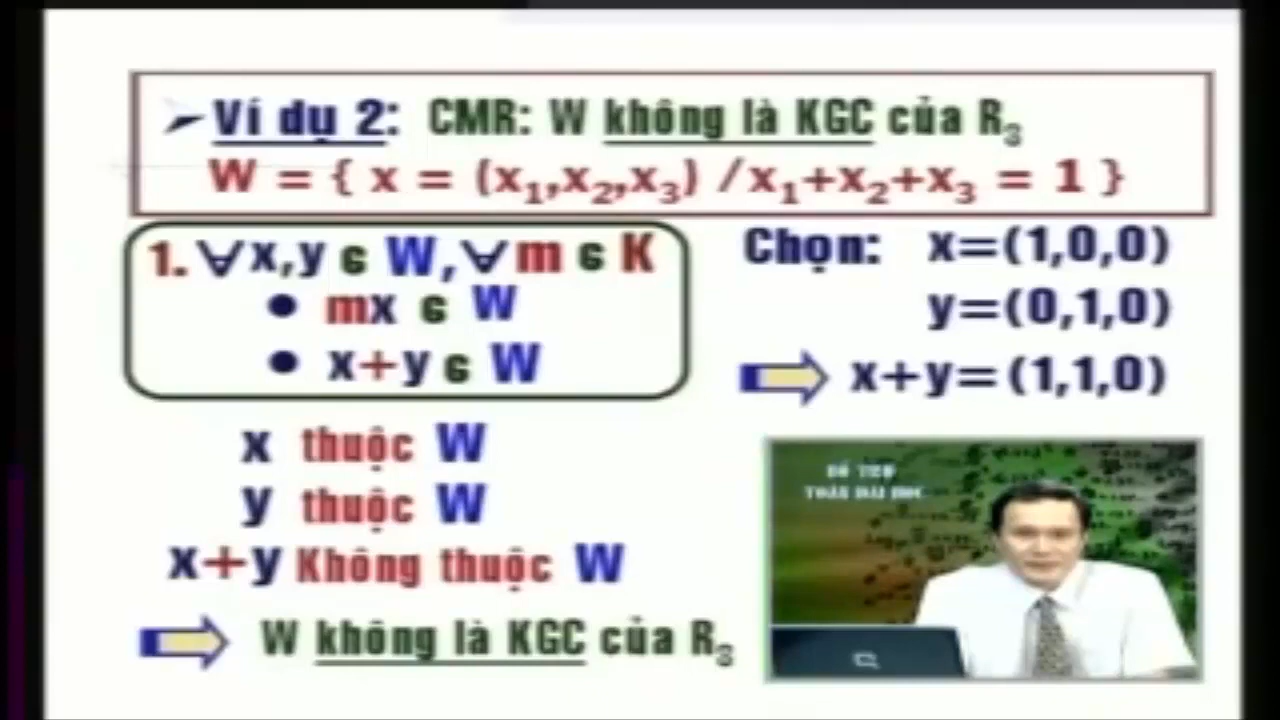 ➢Ví dụ 2: CMR: W không là KGC của R₃
W = { x = (x₁,x₂,x₃) /x₁+x₂+x₃ = 1 }
1. ∀x,y ϵ W,∀m ϵ K
• mx ϵ W
• x+y ϵ W
Chọn: x=(1,0,0)
y=(0,1,0)
x+y=(1,1,0)
x thuộc W
y thuộc W
x+y Không thuộc W
W không là KGC của R₃